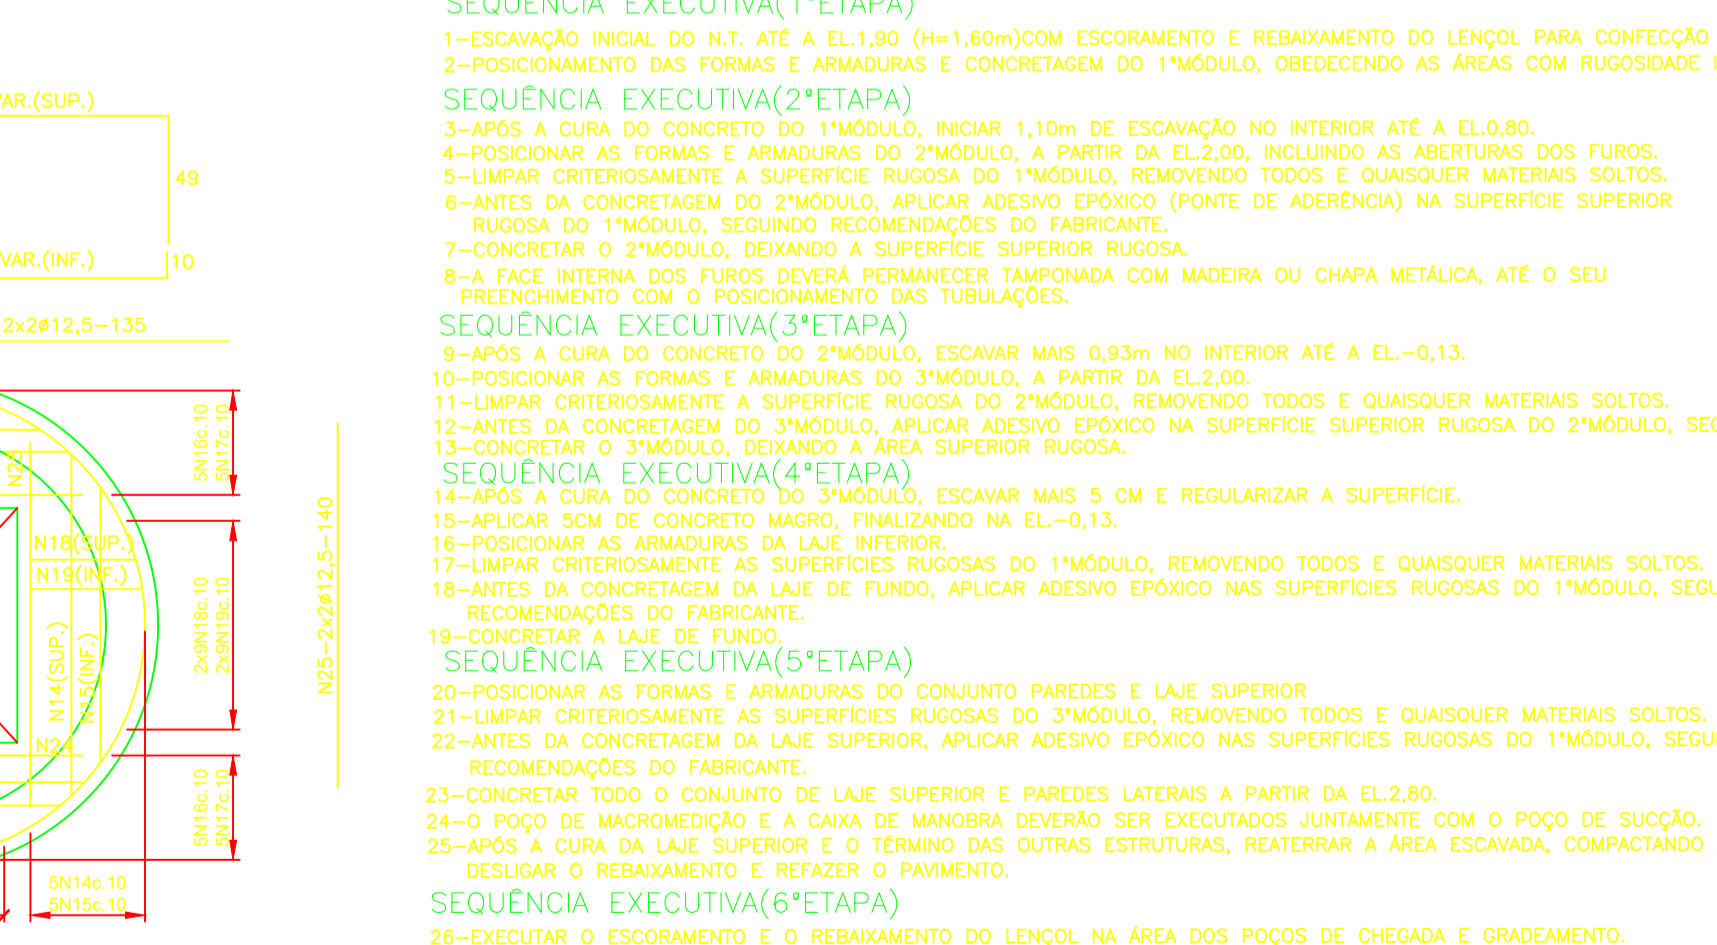 SEQUÊNCIA EXECUTIVA(1ªETAPA)
1-ESCAVAÇÃO INICIAL DO N.T. ATÉ A EL.1,90 (H=1,60m)COM ESCORAMENTO E REBAIXAMENTO DO LENÇOL PARA CONFECÇÃO
2-POSICIONAMENTO DAS FORMAS E ARMADURAS E CONCRETAGEM DO 1°MÓDULO, OBEDECENDO AS ÁREAS COM RUGOSIDADE
SEQUÊNCIA EXECUTIVA(2ªETAPA)
3-APÓS A CURA DO CONCRETO DO 1°MÓDULO, INICIAR 1,10m DE ESCAVAÇÃO NO INTERIOR ATÉ A EL.0,80.
4-POSICIONAR AS FORMAS E ARMADURAS DO 2°MÓDULO, A PARTIR DA EL.2,00, INCLUINDO AS ABERTURAS DOS FUROS.
5-LIMPAR CRITERIOSAMENTE A SUPERFÍCIE RUGOSA DO 1°MÓDULO, REMOVENDO TODOS E QUAISQUER MATERIAIS SOLTOS.
6-ANTES DA CONCRETAGEM DO 2°MÓDULO, APLICAR ADESIVO EPÓXICO (PONTE DE ADERÊNCIA) NA SUPERFÍCIE SUPERIOR
RUGOSA DO 1°MÓDULO, SEGUINDO RECOMENDAÇÕES DO FABRICANTE.
7-CONCRETAR O 2°MÓDULO, DEIXANDO A SUPERFÍCIE SUPERIOR RUGOSA.
8-A FACE INTERNA DOS FUROS DEVERÁ PERMANECER TAMPONADA COM MADEIRA OU CHAPA METÁLICA, ATÉ O SEU
PREENCHIMENTO COM O POSICIONAMENTO DAS TUBULAÇÕES.
SEQUÊNCIA EXECUTIVA(3ªETAPA)
9-APÓS A CURA DO CONCRETO DO 2°MÓDULO, ESCAVAR MAIS 0,93m NO INTERIOR ATÉ A EL.-0,13.
10-POSICIONAR AS FORMAS E ARMADURAS DO 3°MÓDULO, A PARTIR DA EL.2,00.
11-LIMPAR CRITERIOSAMENTE A SUPERFÍCIE RUGOSA DO 2°MÓDULO, REMOVENDO TODOS E QUAISQUER MATERIAIS SOLTOS.
12-ANTES DA CONCRETAGEM DO 3°MÓDULO, APLICAR ADESIVO EPÓXICO NA SUPERFÍCIE SUPERIOR RUGOSA DO 2°MÓDULO, SEG
13-CONCRETAR O 3°MÓDULO, DEIXANDO A ÁREA SUPERIOR RUGOSA.
SEQUÊNCIA EXECUTIVA(4ªETAPA)
14-APÓS A CURA DO CONCRETO DO 3°MÓDULO, ESCAVAR MAIS 5 CM E REGULARIZAR A SUPERFÍCIE.
15-APLICAR 5CM DE CONCRETO MAGRO, FINALIZANDO NA EL.-0,13.
16-POSICIONAR AS ARMADURAS DA LAJE INFERIOR.
17-LIMPAR CRITERIOSAMENTE AS SUPERFÍCIES RUGOSAS DO 1°MÓDULO, REMOVENDO TODOS E QUAISQUER MATERIAIS SOLTOS.
18-ANTES DA CONCRETAGEM DA LAJE DE FUNDO, APLICAR ADESIVO EPÓXICO NAS SUPERFÍCIES RUGOSAS DO 1°MÓDULO, SEGU
RECOMENDAÇÕES DO FABRICANTE.
19-CONCRETAR A LAJE DE FUNDO.
SEQUÊNCIA EXECUTIVA(5ªETAPA)
20-POSICIONAR AS FORMAS E ARMADURAS DO CONJUNTO PAREDES E LAJE SUPERIOR
21-LIMPAR CRITERIOSAMENTE AS SUPERFÍCIES RUGOSAS DO 3°MÓDULO, REMOVENDO TODOS E QUAISQUER MATERIAIS SOLTOS.
22-ANTES DA CONCRETAGEM DA LAJE SUPERIOR, APLICAR ADESIVO EPÓXICO NAS SUPERFÍCIES RUGOSAS DO 1°MÓDULO, SEGU
RECOMENDAÇÕES DO FABRICANTE.
23-CONCRETAR TODO O CONJUNTO DE LAJE SUPERIOR E PAREDES LATERAIS A PARTIR DA EL.2,80.
24-O POÇO DE MACROMEDIÇÃO E A CAIXA DE MANOBRA DEVERÃO SER EXECUTADOS JUNTAMENTE COM O POÇO DE SUCÇÃO.
25-APÓS A CURA DA LAJE SUPERIOR E O TÉRMINO DAS OUTRAS ESTRUTURAS, REATERRAR A ÁREA ESCAVADA, COMPACTANDO
DESLIGAR O REBAIXAMENTO E REFAZER O PAVIMENTO.
SEQUÊNCIA EXECUTIVA(6ªETAPA)
26-EXECUTAR O ESCORAMENTO E O REBAIXAMENTO DO LENÇOL NA ÁREA DOS POÇOS DE CHEGADA E GRADEAMENTO.
VAR.(SUP.)
49
VAR.(INF.)
10
2x2ø12,5-135
5N16c.10
5N17c.10
N18(SUP.)
N19(INF.)
2x9N18c.10
2x9N19c.10
N25-2x2ø12,5-140
N14(SUP.)
N15(INF.)
N24
5N16c.10
5N17c.10
5N14c.10
5N15c.10